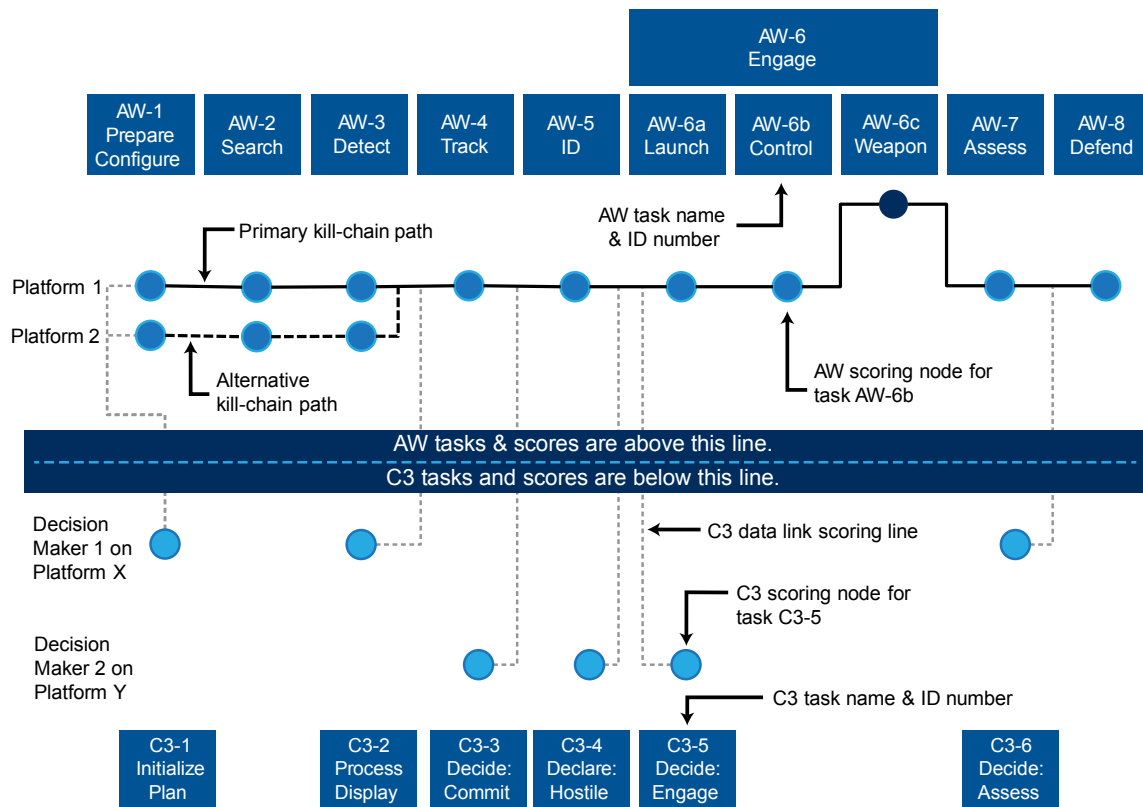 AW-6
Engage
AW-1
Prepare
Configure
AW-2
Search
AW-3
Detect
AW-4
Track
AW-5
ID
AW-6a
Launch
AW-6b
Control
AW-6c
Weapon
AW-7
Assess
AW-8
Defend
Primary kill-chain path
AW task name
& ID number
Platform 1
Platform 2
Alternative
kill-chain path
AW scoring node for
task AW-6b
AW tasks & scores are above this line.
C3 tasks and scores are below this line.
Decision
Maker 1 on
Platform X
C3 data link scoring line
C3 scoring node for
task C3-5
Decision
Maker 2 on
Platform Y
C3 task name & ID number
C3-1
Initialize
Plan
C3-2
Process
Display
C3-3
Decide:
Commit
C3-4
Declare:
Hostile
C3-5
Decide:
Engage
C3-6
Decide:
Assess